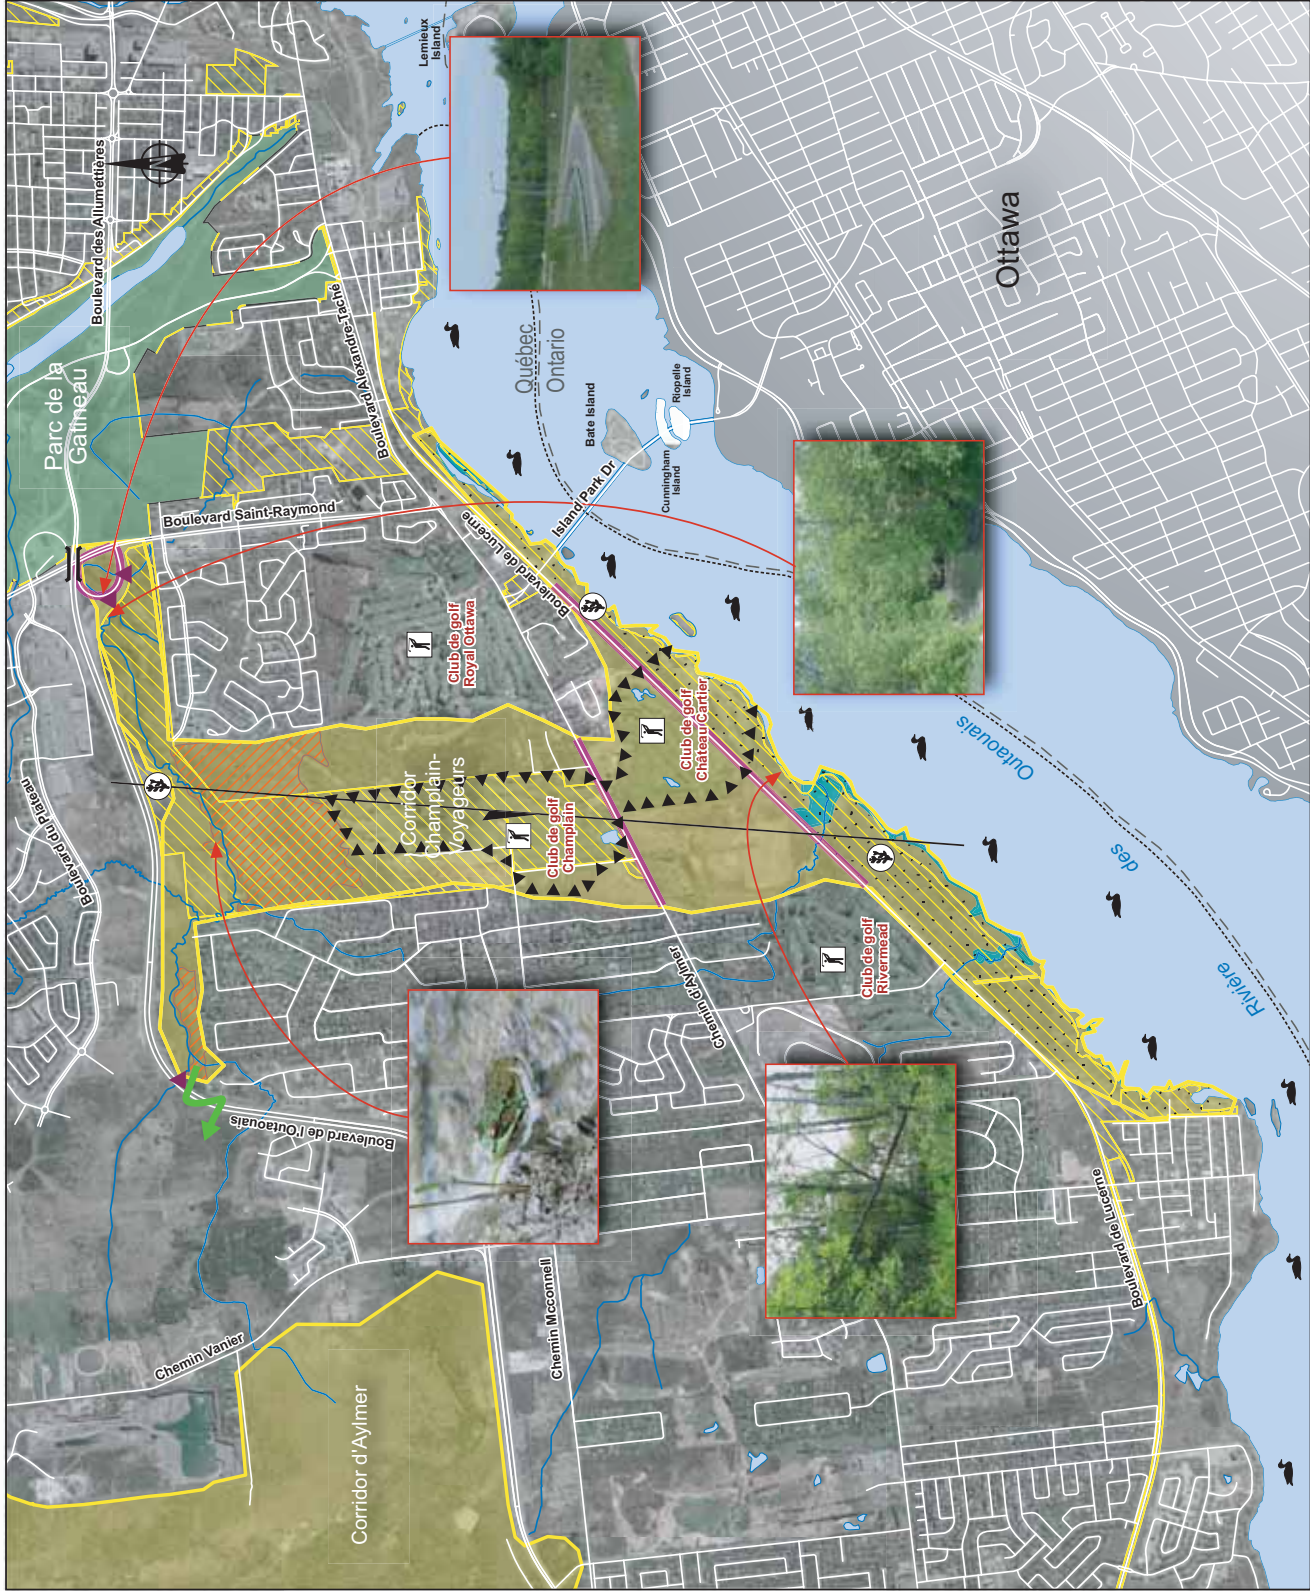 Lemieux
Island
Boulevard des Allumettières
N
Parc de la
Gatineau
Boulevard Alexandre-Taché
Québec
Ontario
Ottawa
Bate Island
Riopelle
Island
Cunningham
Island
Island Park Dr
Boulevard Saint-Raymond
Boulevard de Lucerne
Club de golf
Royal Ottawa
Boulevard du Plateau
Corridor
Champlain-
Voyageurs
Club de golf
Château Cartier
Club de golf
Champlain
Rivière
des
Outaouais
Club de golf
Rivermead
Chemin d'Aylmer
Boulevard de l'Outaouais
Boulevard de Lucerne
Chemin Vanier
Chemin Mcconnell
Corridor d'Aylmer